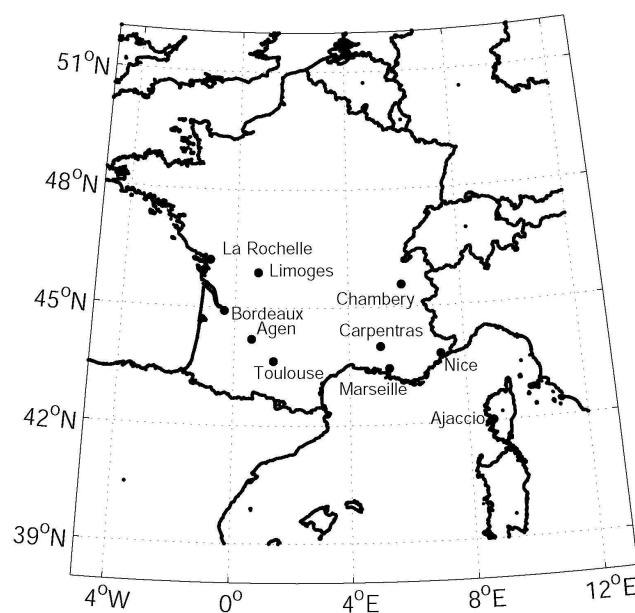 51°N
48°N
La Rochelle
Limoges
Chambery
45°N
Bordeaux
Agen
Carpentras
Toulouse
Nice
Marseille
42°N
Ajaccio
39°N
4°W
0°E
4°E
8°E
12°E